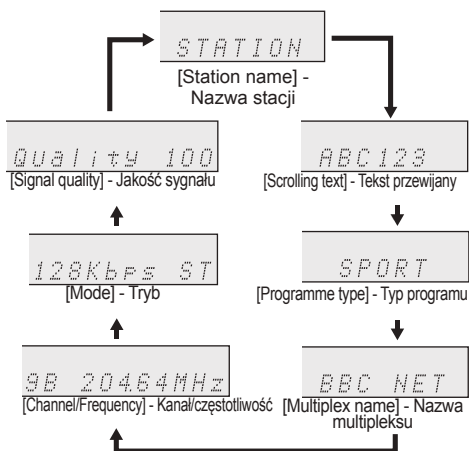 STATION
[Station name] -
Nazwa stacji
Quality 100
[Signal quality] - Jakość sygnału
ABC123
[Scrolling text] - Tekst przewijany
128Kbps ST
[Mode] - Tryb
SPORT
[Programme type] - Typ programu
9B 204.64MHz
[Channel/Frequency] - Kanał/częstotliwość
BBC NET
[Multiplex name] - Nazwa
multipleksu